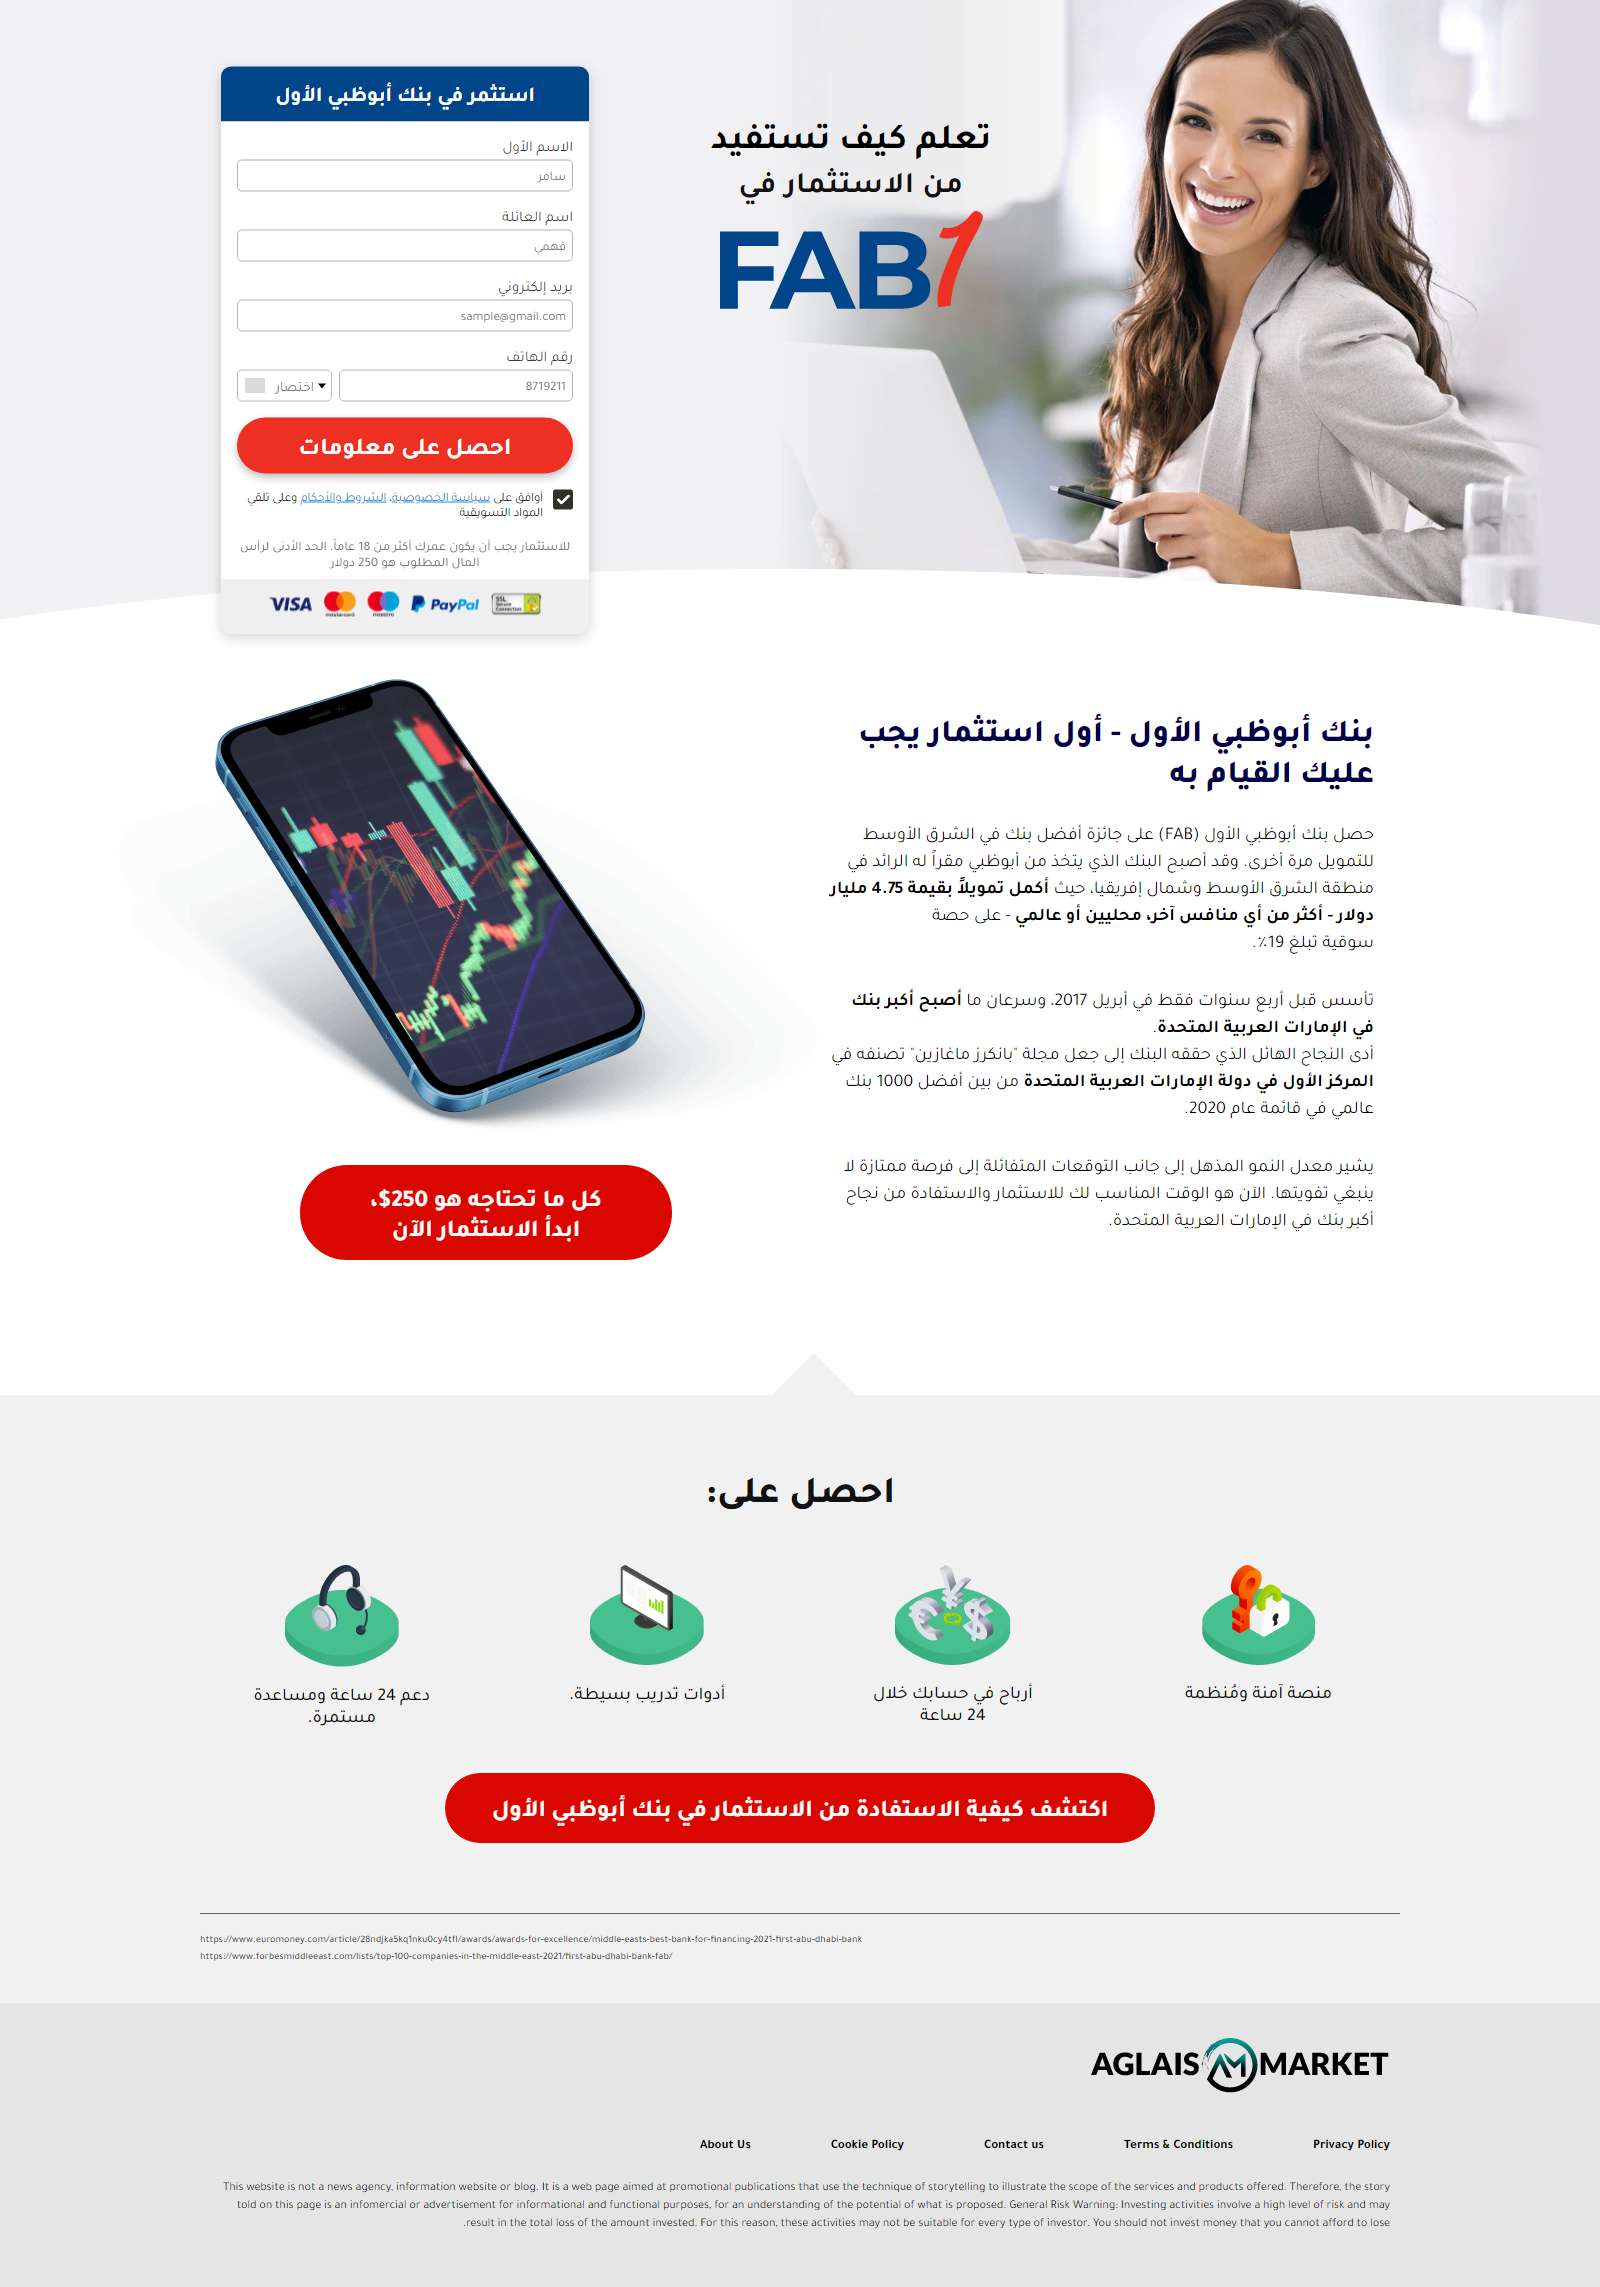 تعلم كيف تستفيد
من الاستثمار في
FAB1
استثمر في بنك أبوظبي الأول
الاسم الأول
سامر
اسم العائلة
فهمي
بريد إلكتروني
sample@gmail.com
رقم الهاتف
8719211
اختصار
احصل على معلومات
أوافق على سياسة الخصوصية، الشروط والأحكام وعلى تلقي
المواد التسويقية
للاستثمار يجب أن يكون عمرك أكثر من 18 عاماً. الحد الأدنى لرأس
المال المطلوب هو 250 دولار
VISA mastercard maestro PayPal SSL Secure Connection
بنك أبوظبي الأول - أول استثمار يجب
عليك القيام به
حصل بنك أبوظبي الأول (FAB) على جائزة أفضل بنك في الشرق الأوسط
للتمويل مرة أخرى. وقد أصبح البنك الذي يتخذ من أبوظبي مقراً له الرائد في
منطقة الشرق الأوسط وشمال إفريقيا، حيث أكمل تمويلاً بقيمة 4.75 مليار
دولار - أكثر من أي منافس آخر، محليين أو عالمي - على حصة
سوقية تبلغ 19٪.
تأسس قبل أربع سنوات فقط في أبريل 2017، وسرعان ما أصبح أكبر بنك
في الإمارات العربية المتحدة.
أدى النجاح الهائل الذي حققه البنك إلى جعل مجلة "بانكرز ماغازين" تصنفه في
المركز الأول في دولة الإمارات العربية المتحدة من بين أفضل 1000 بنك
عالمي في قائمة عام 2020.
يشير معدل النمو المذهل إلى جانب التوقعات المتفائلة إلى فرصة ممتازة لا
ينبغي تفويتها. الآن هو الوقت المناسب لك للاستثمار والاستفادة من نجاح
أكبر بنك في الإمارات العربية المتحدة.
كل ما تحتاجه هو 250$،
ابدأ الاستثمار الآن
احصل على:
منصة آمنة ومُنظمة
أرباح في حسابك خلال
24 ساعة
أدوات تدريب بسيطة.
دعم 24 ساعة ومساعدة
مستمرة.
اكتشف كيفية الاستفادة من الاستثمار في بنك أبوظبي الأول
https://www.euromoney.com/article/28ndjka5kq1nku0cy4tfl/awards/awards-for-excellence/middle-easts-best-bank-for-financing-2021-first-abu-dhabi-bank
https://www.forbesmiddleeast.com/lists/top-100-companies-in-the-middle-east-2021/first-abu-dhabi-bank-fab/
AGLAIS AM MARKET
About Us Cookie Policy Contact us Terms & Conditions Privacy Policy
This website is not a news agency, information website or blog. It is a web page aimed at promotional publications that use the technique of storytelling to illustrate the scope of the services and products offered. Therefore, the story
told on this page is an infomercial or advertisement for informational and functional purposes, for an understanding of the potential of what is proposed. General Risk Warning: Investing activities involve a high level of risk and may
.result in the total loss of the amount invested. For this reason, these activities may not be suitable for every type of investor. You should not invest money that you cannot afford to lose